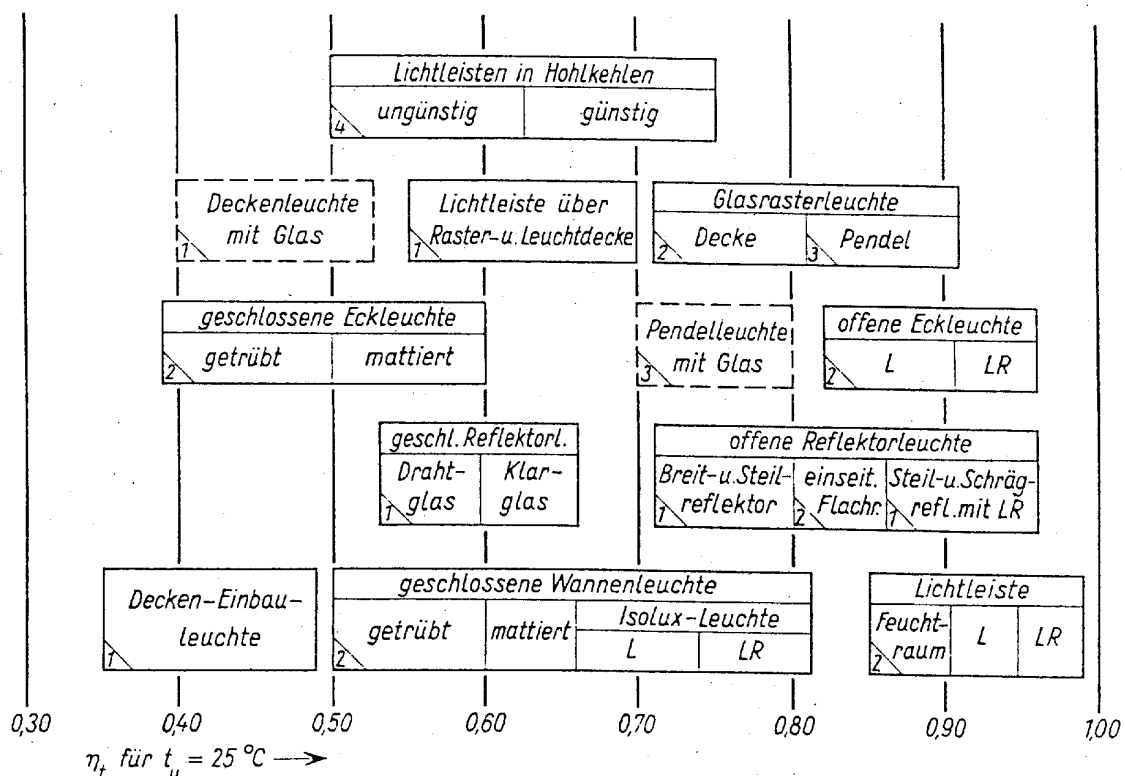 Lichtleisten in Hohlkehlen
ungünstig günstig
4
Deckenleuchte
mit Glas
1
Lichtleiste über
Raster-u.Leuchtdecke
1
Glasrasterleuchte
Decke Pendel
2 3
geschlossene Eckleuchte
getrübt mattiert
2
Pendelleuchte
mit Glas
3
offene Eckleuchte
L LR
2
geschl.Reflektorl.
Draht-
glas
1
Klar-
glas
offene Reflektorleuchte
Breit-u.Steil-
reflektor
1
einseit.
Flachr.
2
Steil-u.Schräg-
refl.mit LR
1
Decken-Einbau-
leuchte
1
geschlossene Wannenleuchte
getrübt mattiert
2
Isolux-Leuchte
L LR
Lichtleiste
Feucht-
raum
2
L LR
0,30 0,40 0,50 0,60 0,70 0,80 0,90 1,00
η_t für t_u = 25 °C →